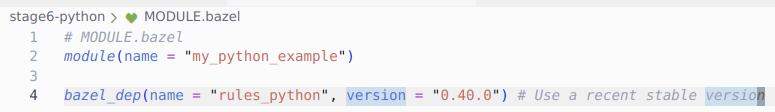 stage6-python > MODULE.bazel
1 # MODULE.bazel
2 module(name = "my_python_example")
3
4 bazel_dep(name = "rules_python", version = "0.40.0") # Use a recent stable version